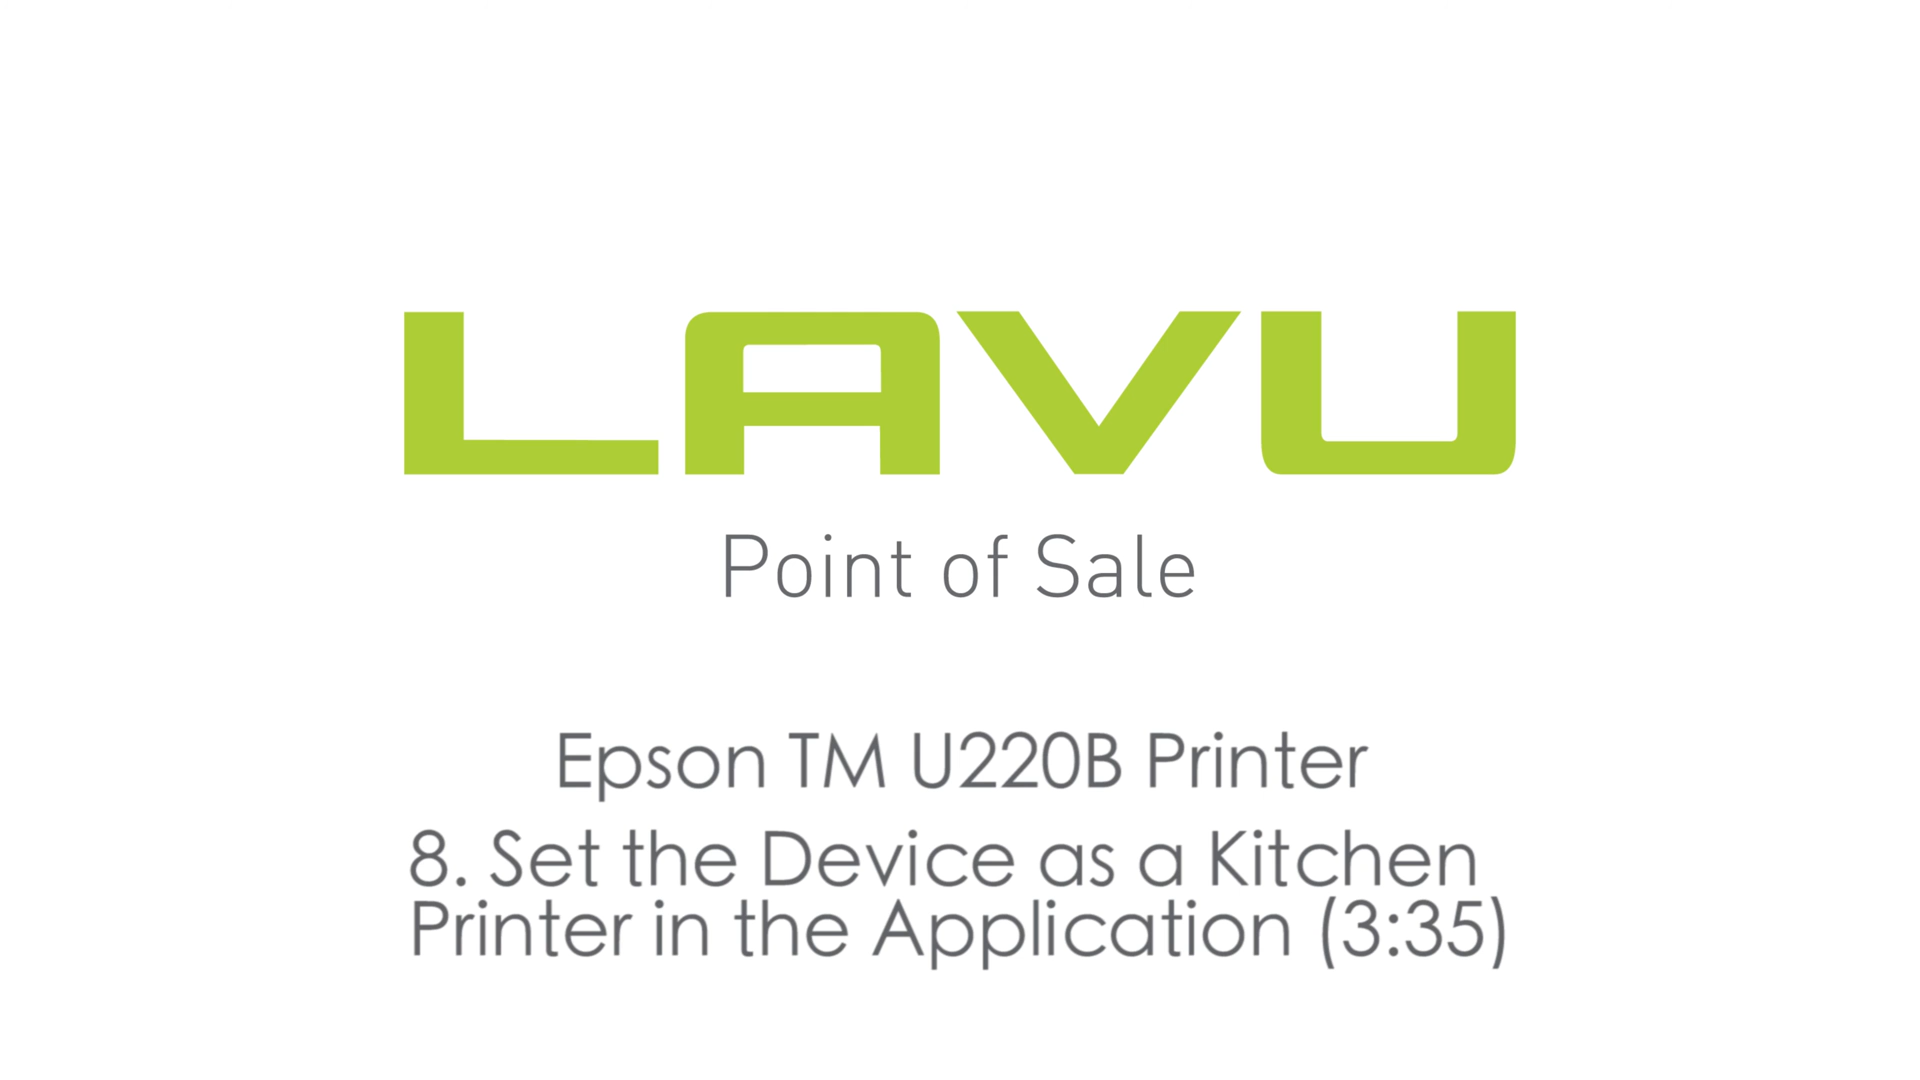 LAVU
Point of Sale
Epson TM U220B Printer
8. Set the Device as a Kitchen
Printer in the Application (3:35)